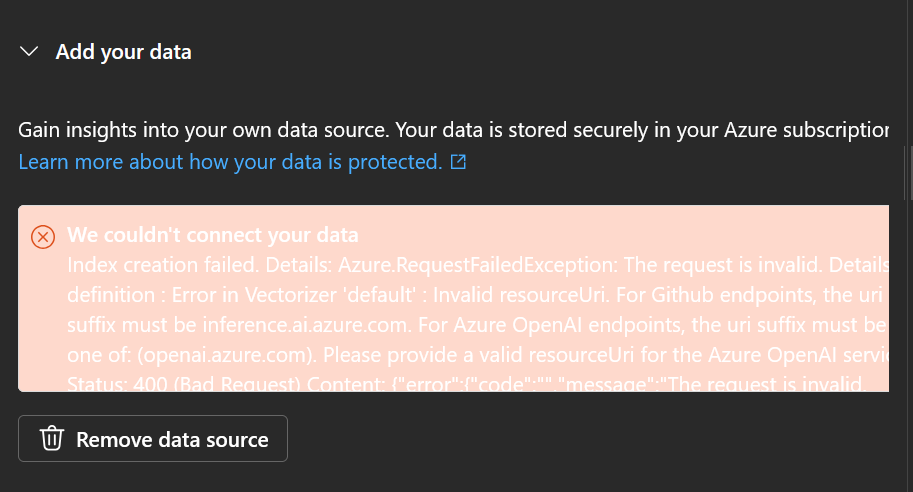 Add your data
Gain insights into your own data source. Your data is stored securely in your Azure subscription
Learn more about how your data is protected.
We couldn't connect your data
Index creation failed. Details: Azure.RequestFailedException: The request is invalid. Details
definition : Error in Vectorizer 'default' : Invalid resourceUri. For Github endpoints, the uri
suffix must be inference.ai.azure.com. For Azure OpenAI endpoints, the uri suffix must be
one of: (openai.azure.com). Please provide a valid resourceUri for the Azure OpenAI servic
Status: 400 (Bad Request) Content: {"error":{"code":"","message":"The request is invalid.
Remove data source